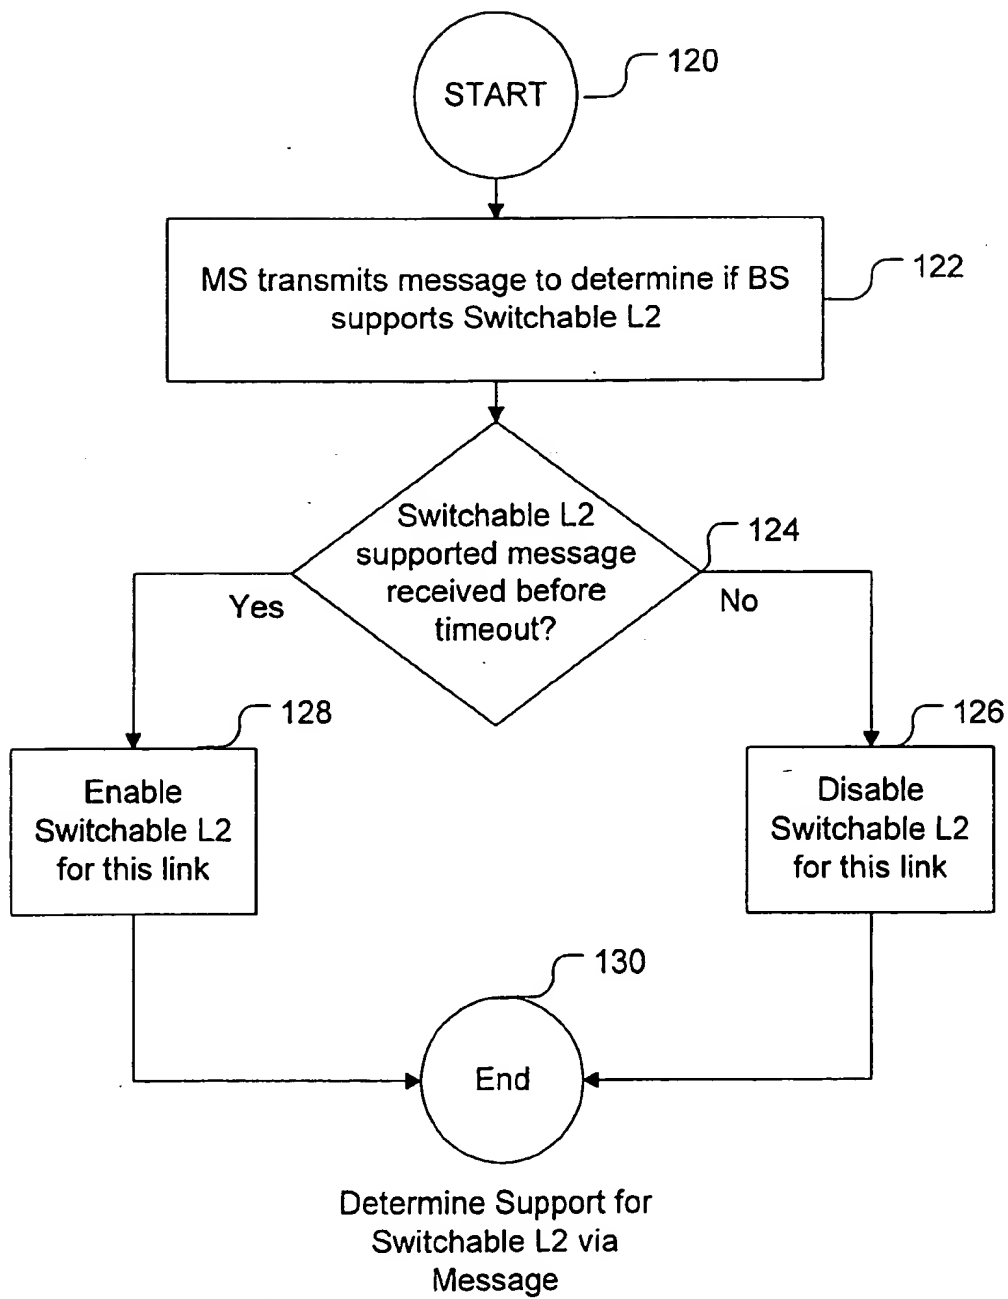 START
120
MS transmits message to determine if BS
supports Switchable L2
122
Switchable L2
supported message
received before
timeout?
124
Yes
No
128
126
Enable
Switchable L2
for this link
Disable
Switchable L2
for this link
130
End
Determine Support for
Switchable L2 via
Message